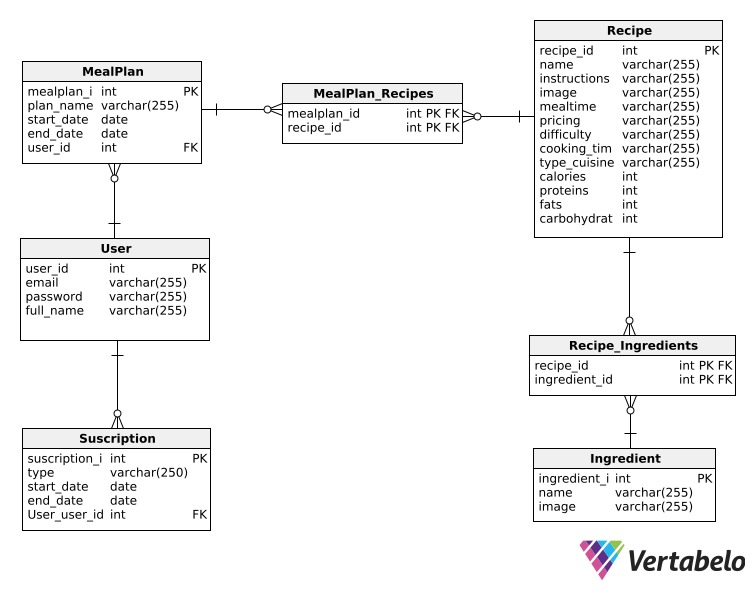 MealPlan
mealplan_i int PK
plan_name varchar(255)
start_date date
end_date date
user_id int FK
MealPlan_Recipes
mealplan_id int PK FK
recipe_id int PK FK
Recipe
recipe_id int PK
name varchar(255)
instructions varchar(255)
image varchar(255)
mealtime varchar(255)
pricing varchar(255)
difficulty varchar(255)
cooking_tim varchar(255)
type_cuisine varchar(255)
calories int
proteins int
fats int
carbohydrat int
User
user_id int PK
email varchar(255)
password varchar(255)
full_name varchar(255)
Recipe_Ingredients
recipe_id int PK FK
ingredient_id int PK FK
Suscription
suscription_i int PK
type varchar(250)
start_date date
end_date date
User_user_id int FK
Ingredient
ingredient_i int PK
name varchar(255)
image varchar(255)
Vertabelo